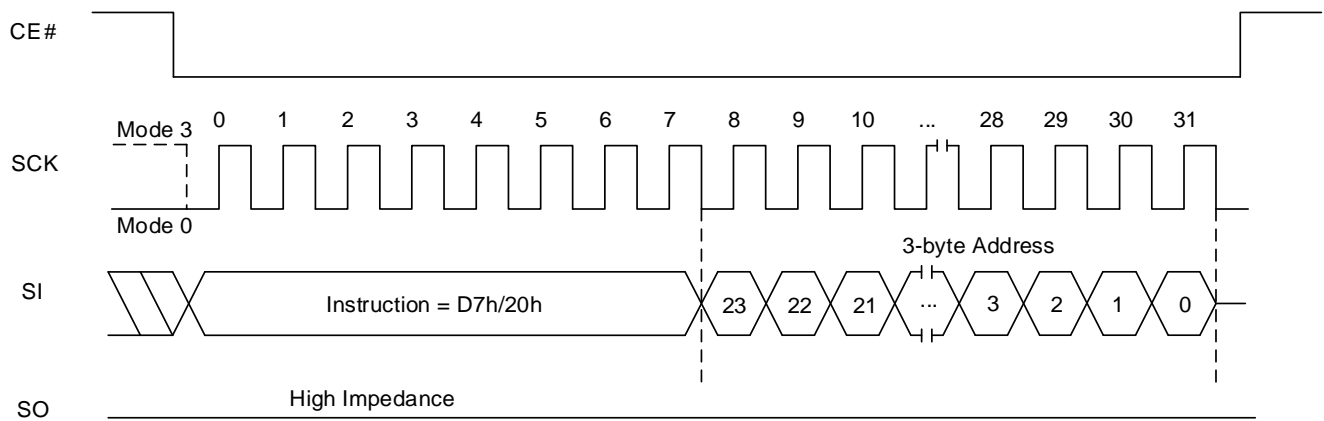 CE#
Mode 3 0 1 2 3 4 5 6 7 8 9 10 ... 28 29 30 31
SCK
Mode 0
3-byte Address
SI Instruction = D7h/20h 23 22 21 ... 3 2 1 0
High Impedance
SO